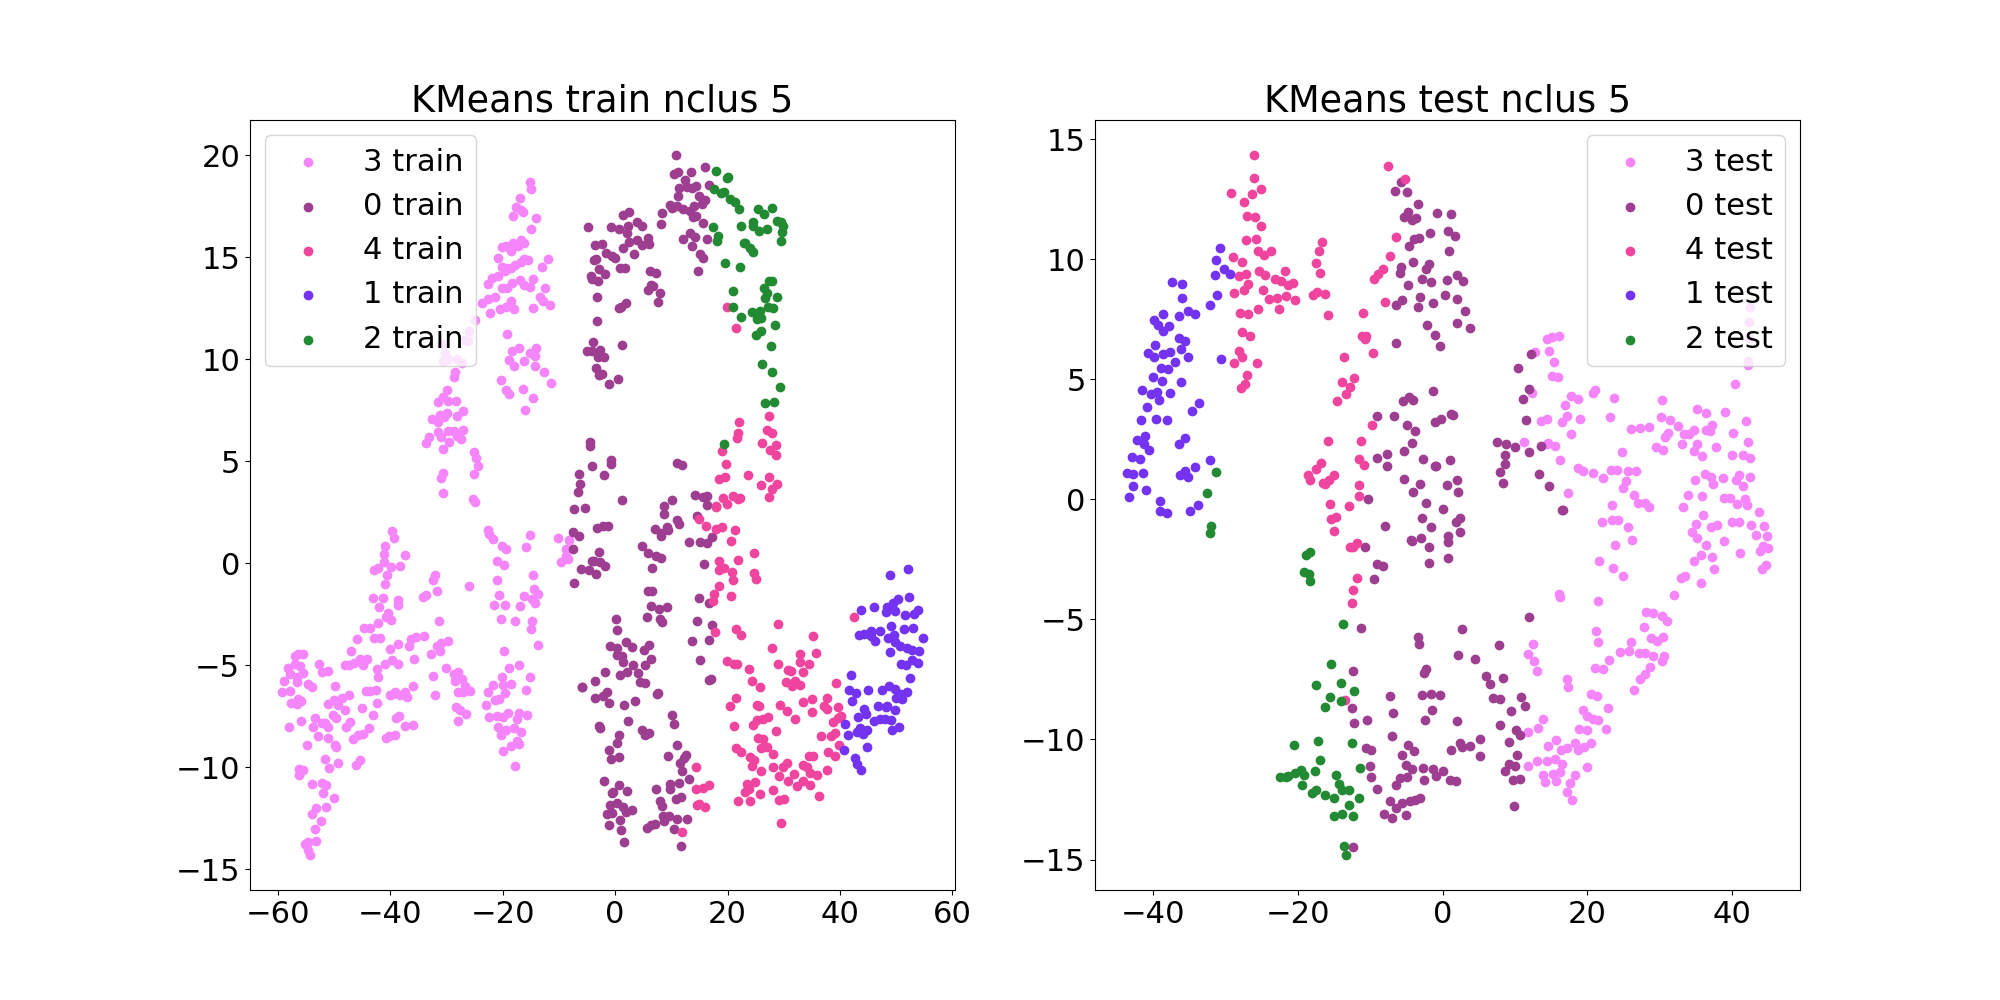 KMeans train nclus 5
3 train
0 train
4 train
1 train
2 train
20
15
10
5
0
−5
−10
−15
−60 −40 −20 0 20 40 60
KMeans test nclus 5
3 test
0 test
4 test
1 test
2 test
15
10
5
0
−5
−10
−15
−40 −20 0 20 40